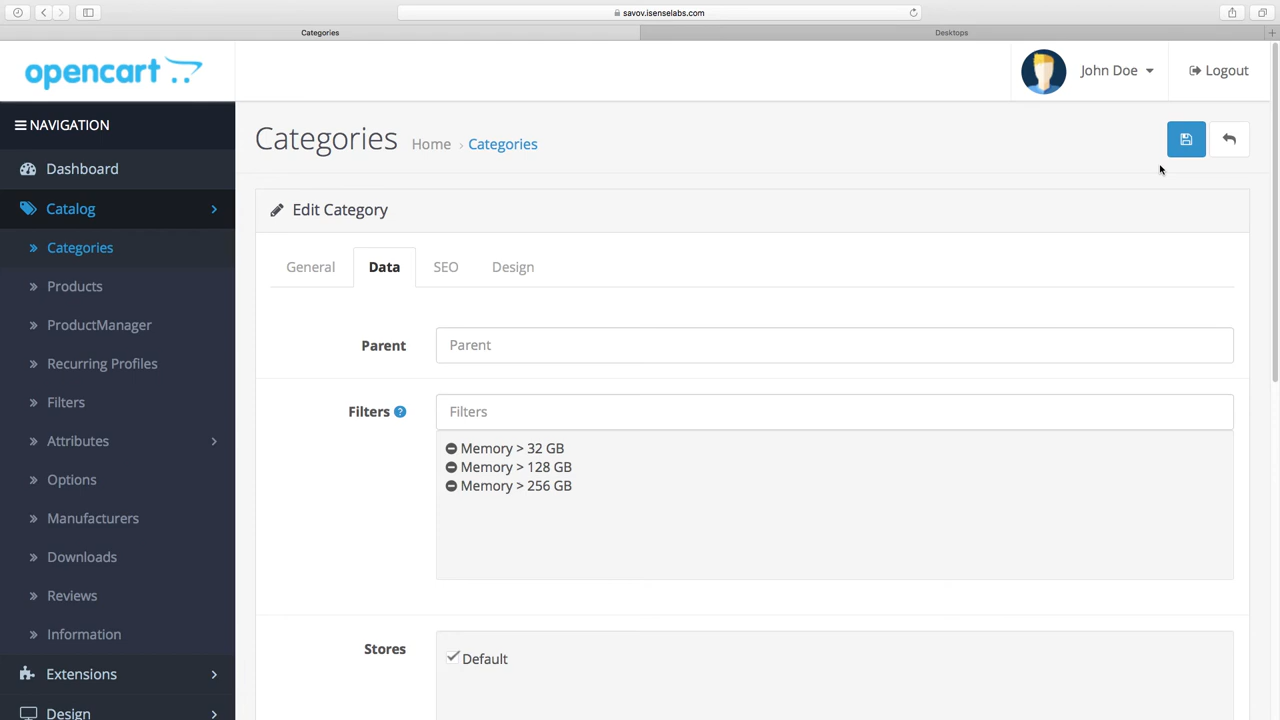 savov.isenselabs.com
Categories
Desktops
opencart
John Doe
Logout
NAVIGATION
Dashboard
Catalog
Categories
Products
ProductManager
Recurring Profiles
Filters
Attributes
Options
Manufacturers
Downloads
Reviews
Information
Extensions
Design
Categories
Home › Categories
Edit Category
General
Data
SEO
Design
Parent
Parent
Filters ?
Filters
Memory > 32 GB
Memory > 128 GB
Memory > 256 GB
Stores
Default